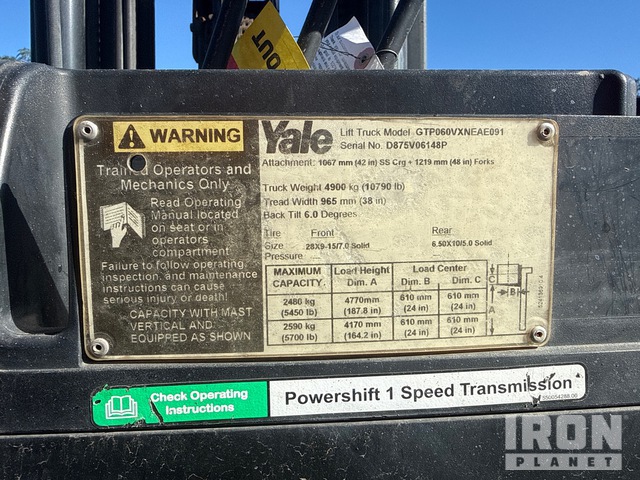 OUT
WARNING
Trained Operators and
Mechanics Only
Read Operating
Manual located
on seat or in
operators
compartment
Failure to follow operating,
inspection, and maintenance
instructions can cause
serious injury or death!
CAPACITY WITH MAST
VERTICAL AND:
EQUIPPED AS SHOWN
Yale
Lift Truck Model GTP060VXNEAE091
Serial No. D875V06148P
Attachment: 1067 mm (42 in) SS Crg + 1219 mm (48 in) Forks
Truck Weight 4900 kg (10790 lb)
Tread Width 965 mm (38 in)
Back Tilt 6.0 Degrees
Tire Front Rear
Size 28X9-15/7.0 Solid 6.50X10/5.0 Solid
Pressure
MAXIMUM CAPACITY Load Height Dim. A Load Center Dim. B Dim. C
2480 kg 4770mm 610 mm 610 mm
(5450 lb) (187.8 in) (24 in) (24 in)
2590 kg 4170 mm 610 mm 610 mm
(5700 lb) (164.2 in) (24 in) (24 in)
C
B
A
Check Operating
Instructions
Powershift 1 Speed Transmission
IRON
PLANET